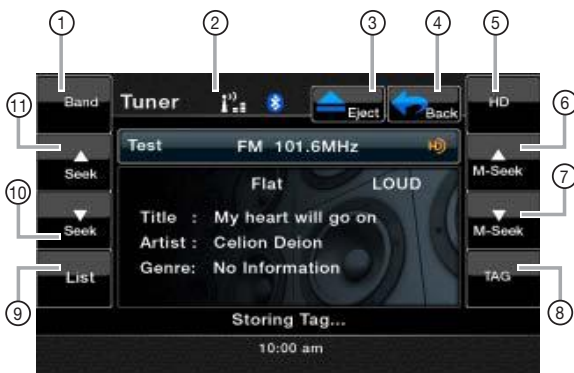 1 2 3 4 5
Band Tuner Eject Back HD
11 6
Test FM 101.6MHz HD
Seek M-Seek
Flat LOUD
10 7
Title : My heart will go on
Seek M-Seek
Artist : Celion Deion
Genre: No Information
List TAG
9 8
Storing Tag...
10:00 am